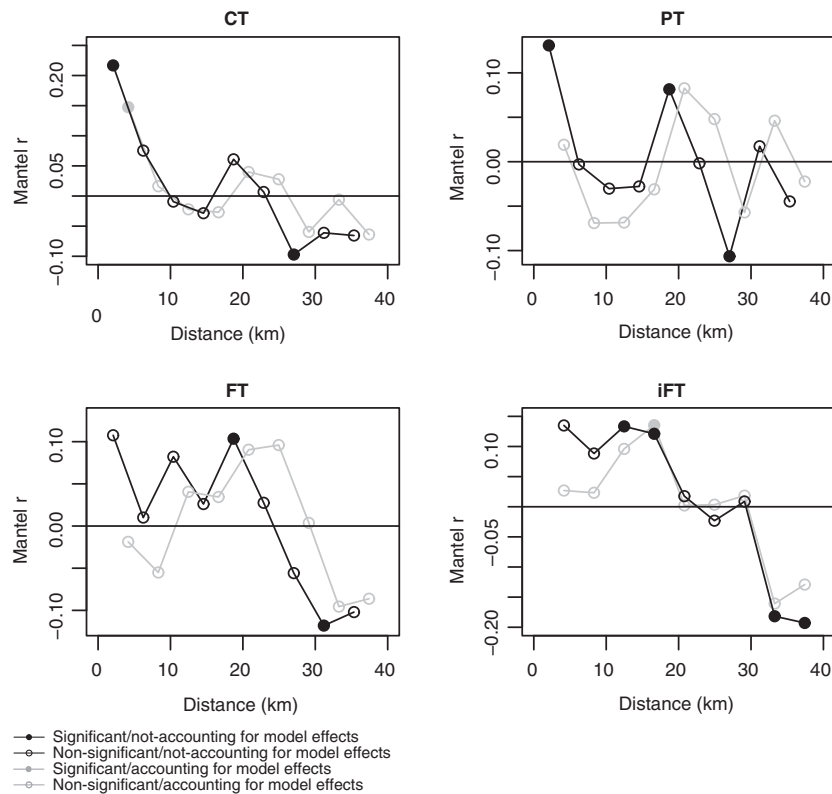 CT
Mantel r
0.20
0.05
−0.10
0
10
20
30
40
Distance (km)
PT
Mantel r
0.10
0.00
−0.10
0
10
20
30
40
Distance (km)
FT
Mantel r
0.10
0.00
−0.10
0
10
20
30
40
Distance (km)
iFT
Mantel r
0.10
−0.05
−0.20
0
10
20
30
40
Distance (km)
Significant/not-accounting for model effects
Non-significant/not-accounting for model effects
Significant/accounting for model effects
Non-significant/accounting for model effects